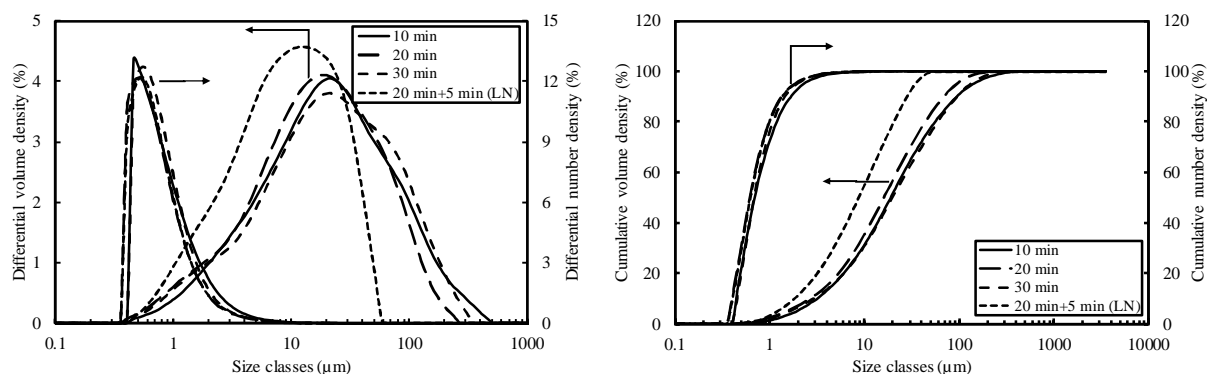 5
4
3
2
1
0
Differential volume density (%)
15
12
9
6
3
0
Differential number density (%)
10 min
20 min
30 min
20 min+5 min (LN)
0.1 1 10 100 1000
Size classes (µm)
120
100
80
60
40
20
0
Cumulative volume density (%)
120
100
80
60
40
20
0
Cumulative number density (%)
10 min
20 min
30 min
20 min+5 min (LN)
0.1 1 10 100 1000 10000
Size classes (µm)